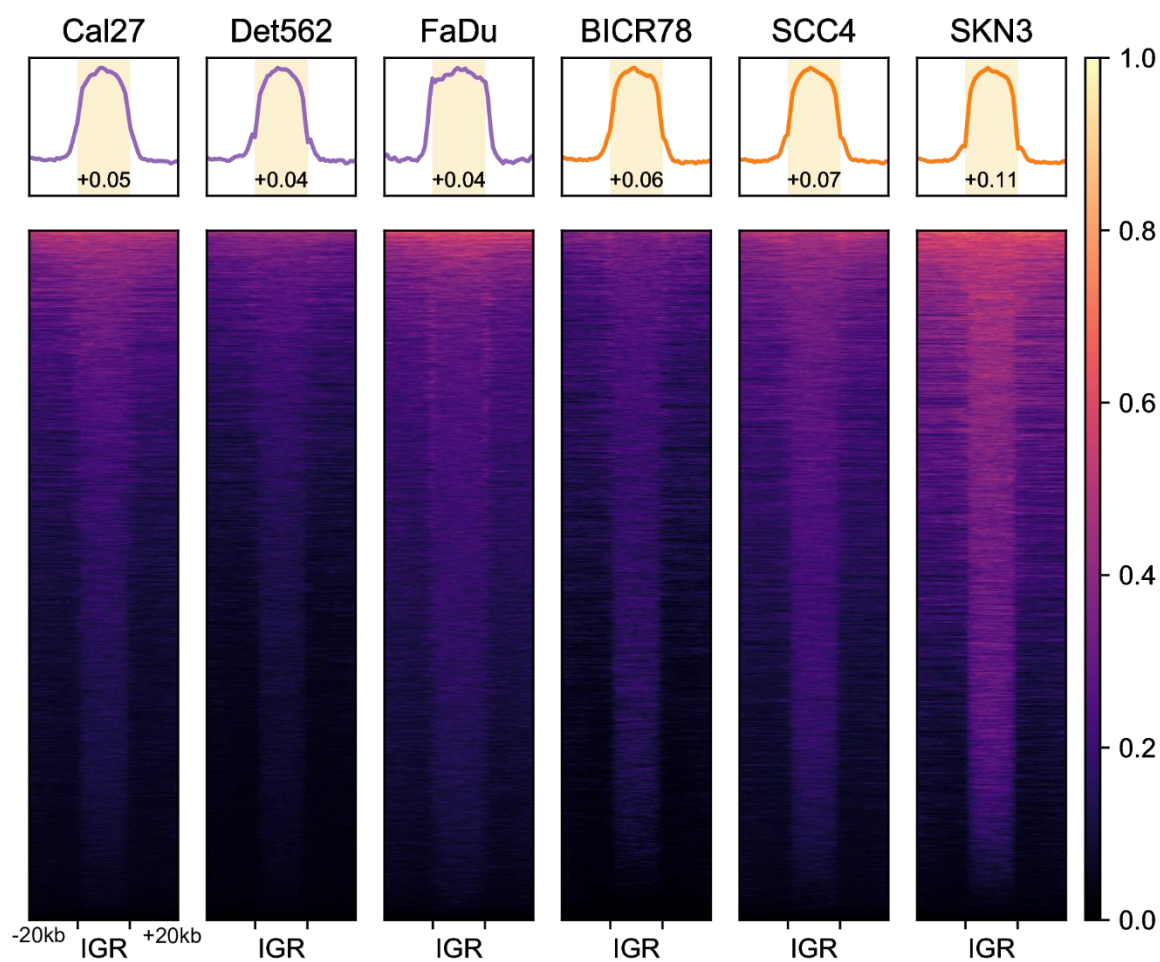 Cal27 Det562 FaDu BICR78 SCC4 SKN3
+0.05 +0.04 +0.04 +0.06 +0.07 +0.11
1.0
0.8
0.6
0.4
0.2
0.0
-20kb IGR +20kb IGR IGR IGR IGR IGR